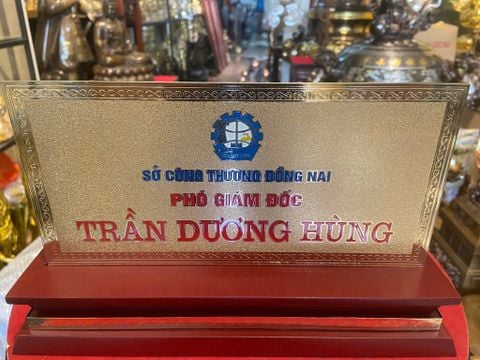 SỞ CÔNG THƯƠNG ĐỒNG NAI
PHÓ GIÁM ĐỐC
TRẦN DƯƠNG HÙNG